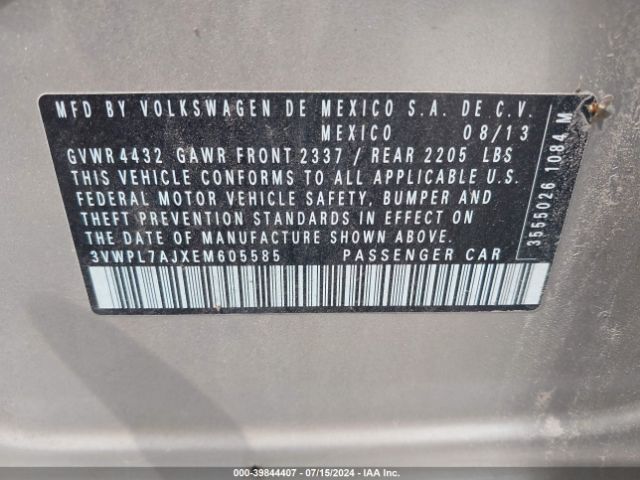 MFD BY VOLKSWAGEN DE MEXICO S.A. DE C.V.
MEXICO 08/13
GVWR 4432 GAWR FRONT 2337 / REAR 2205 LBS
THIS VEHICLE CONFORMS TO ALL APPLICABLE U.S.
FEDERAL MOTOR VEHICLE SAFETY, BUMPER AND
THEFT PREVENTION STANDARDS IN EFFECT ON
THE DATE OF MANUFACTURE SHOWN ABOVE.
3VWPL7AJXEM605585 PASSENGER CAR
3555026 1084 M
000-39844407 - 07/15/2024 - IAA Inc.